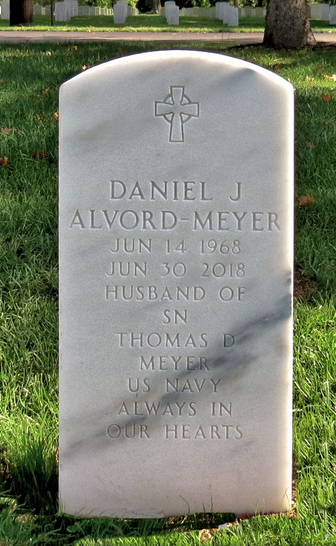 DANIEL J
ALVORD-MEYER
JUN 14 1968
JUN 30 2018
HUSBAND OF
SN
THOMAS D
MEYER
US NAVY
ALWAYS IN
OUR HEARTS